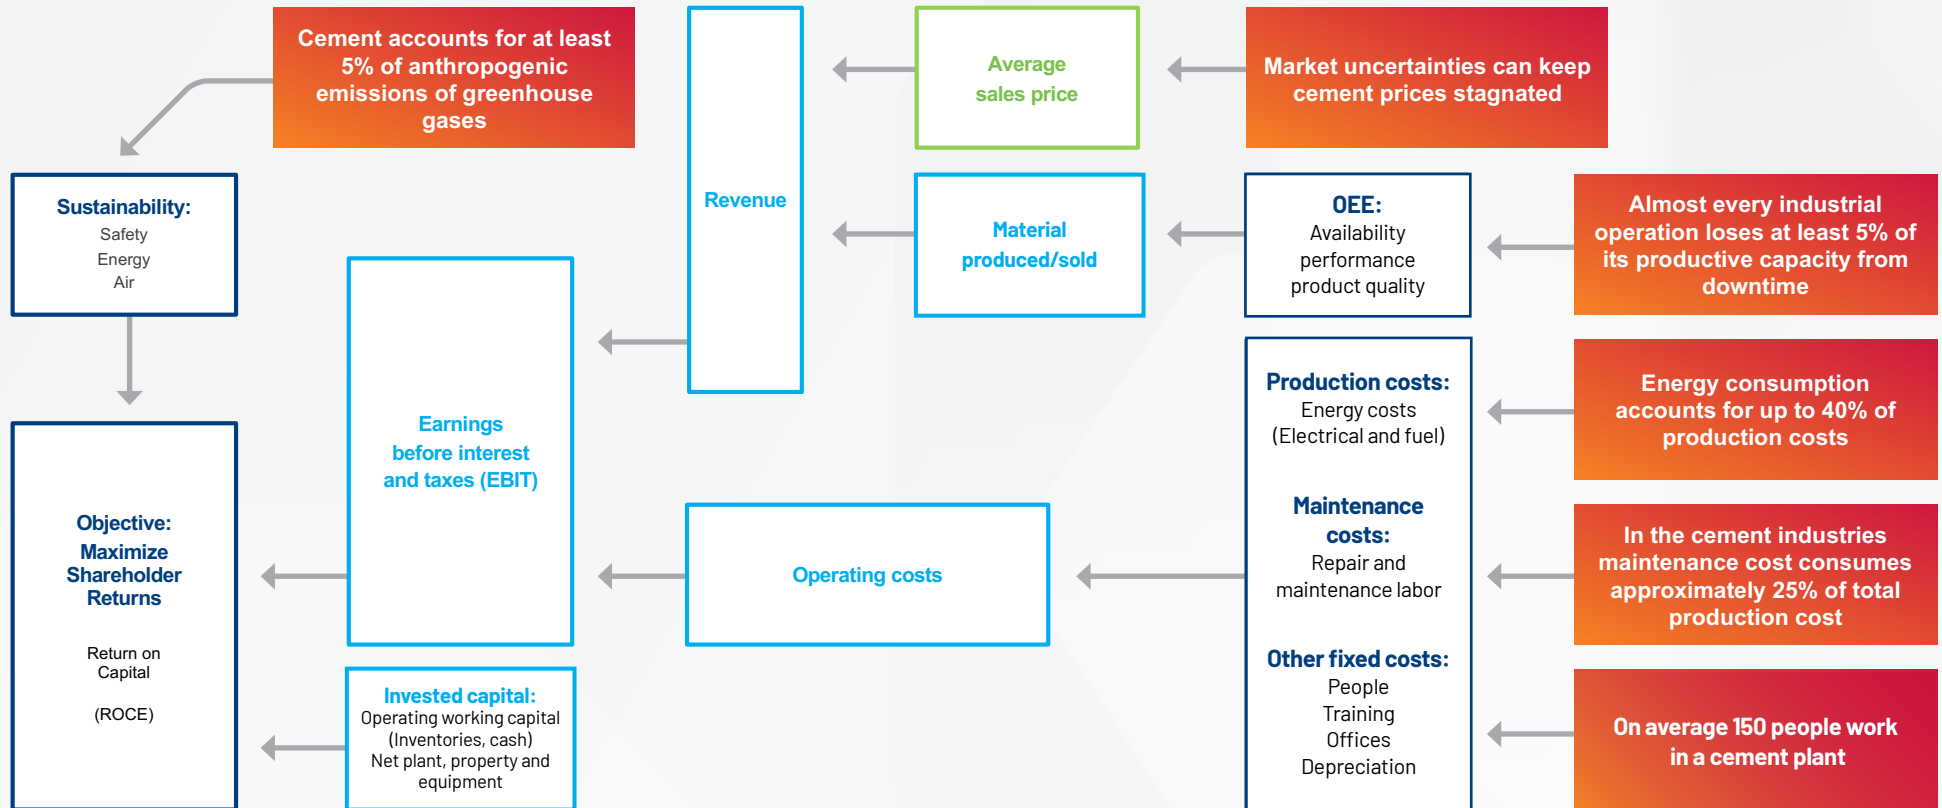 Cement accounts for at least
5% of anthropogenic
emissions of greenhouse
gases
Sustainability:
Safety
Energy
Air
Objective:
Maximize
Shareholder
Returns
Return on
Capital
(ROCE)
Earnings
before interest
and taxes (EBIT)
Invested capital:
Operating working capital
(Inventories, cash)
Net plant, property and
equipment
Revenue
Operating costs
Average
sales price
Material
produced/sold
Market uncertainties can keep
cement prices stagnated
OEE:
Availability
performance
product quality
Production costs:
Energy costs
(Electrical and fuel)
Maintenance
costs:
Repair and
maintenance labor
Other fixed costs:
People
Training
Offices
Depreciation
Almost every industrial
operation loses at least 5% of
its productive capacity from
downtime
Energy consumption
accounts for up to 40% of
production costs
In the cement industries
maintenance cost consumes
approximately 25% of total
production cost
On average 150 people work
in a cement plant